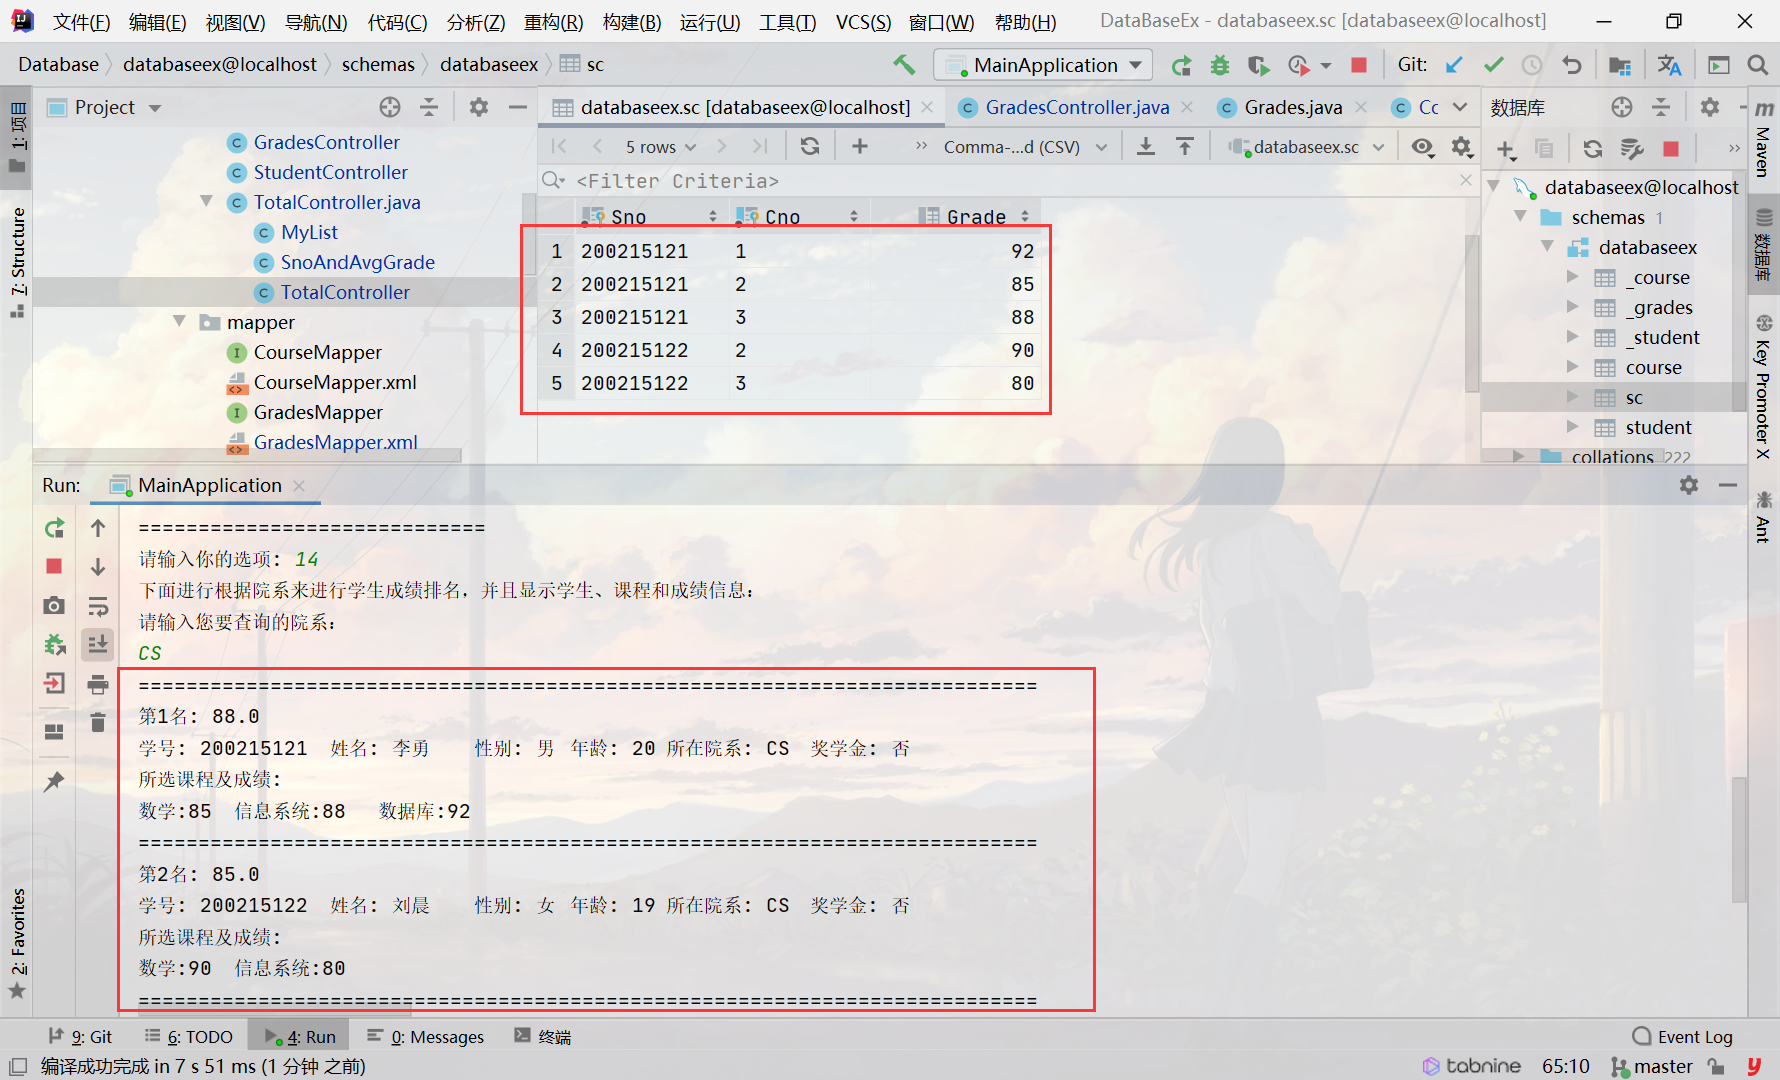 文件(F) 编辑(E) 视图(V) 导航(N) 代码(C) 分析(Z) 重构(R) 构建(B) 运行(U) 工具(T) VCS(S) 窗口(W) 帮助(H) DataBaseEx - databaseex.sc [databaseex@localhost]
Database databaseex@localhost schemas databaseex sc MainApplication Git:
1: 项目
7: Structure
2: Favorites
Project
GradesController
StudentController
TotalController.java
MyList
SnoAndAvgGrade
TotalController
mapper
CourseMapper
CourseMapper.xml
GradesMapper
GradesMapper.xml
databaseex.sc [databaseex@localhost] GradesController.java Grades.java
5 rows Comma-...d (CSV) databaseex.sc
<Filter Criteria>
Sno Cno Grade
1 200215121 1 92
2 200215121 2 85
3 200215121 3 88
4 200215122 2 90
5 200215122 3 80
数据库
databaseex@localhost
schemas 1
databaseex
_course
_grades
_student
course
sc
student
collations 222
Maven
数据库
Key Promoter X
Ant
Run: MainApplication
=============================
请输入你的选项: 14
下面进行根据院系来进行学生成绩排名，并且显示学生、课程和成绩信息:
请输入您要查询的院系:
CS
===========================================================================
第1名: 88.0
学号: 200215121 姓名: 李勇 性别: 男 年龄: 20 所在院系: CS 奖学金: 否
所选课程及成绩:
数学:85 信息系统:88 数据库:92
===========================================================================
第2名: 85.0
学号: 200215122 姓名: 刘晨 性别: 女 年龄: 19 所在院系: CS 奖学金: 否
所选课程及成绩:
数学:90 信息系统:80
===========================================================================
9: Git 6: TODO 4: Run 0: Messages 终端 Event Log
编译成功完成 in 7 s 51 ms (1 分钟 之前) tabnine 65:10 master